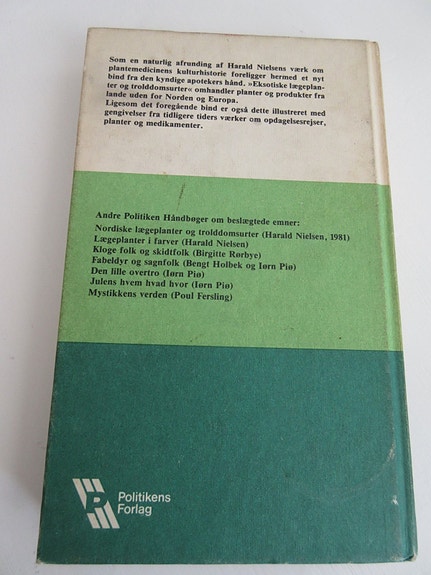 Som en naturlig afrunding af Harald Nielsens værk om
plantemedicinens kulturhistorie foreligger hermed et nyt
bind fra den kyndige apotekers hånd. »Eksotiske lægeplan-
ter og trolddomsurter« omhandler planter og produkter fra
lande uden for Norden og Europa.
Ligesom det foregående bind er også dette illustreret med
gengivelser fra tidligere tiders værker om opdagelsesrejser,
planter og medikamenter.
Andre Politiken Håndbøger om beslægtede emner:
Nordiske lægeplanter og trolddomsurter (Harald Nielsen, 1981)
Lægeplanter i farver (Harald Nielsen)
Kloge folk og skidtfolk (Birgitte Rørbye)
Fabeldyr og sagnfolk (Bengt Holbek og Iørn Piø)
Den lille overtro (Iørn Piø)
Julens hvem hvad hvor (Iørn Piø)
Mystikkens verden (Poul Fersling)
P
Politikens
Forlag